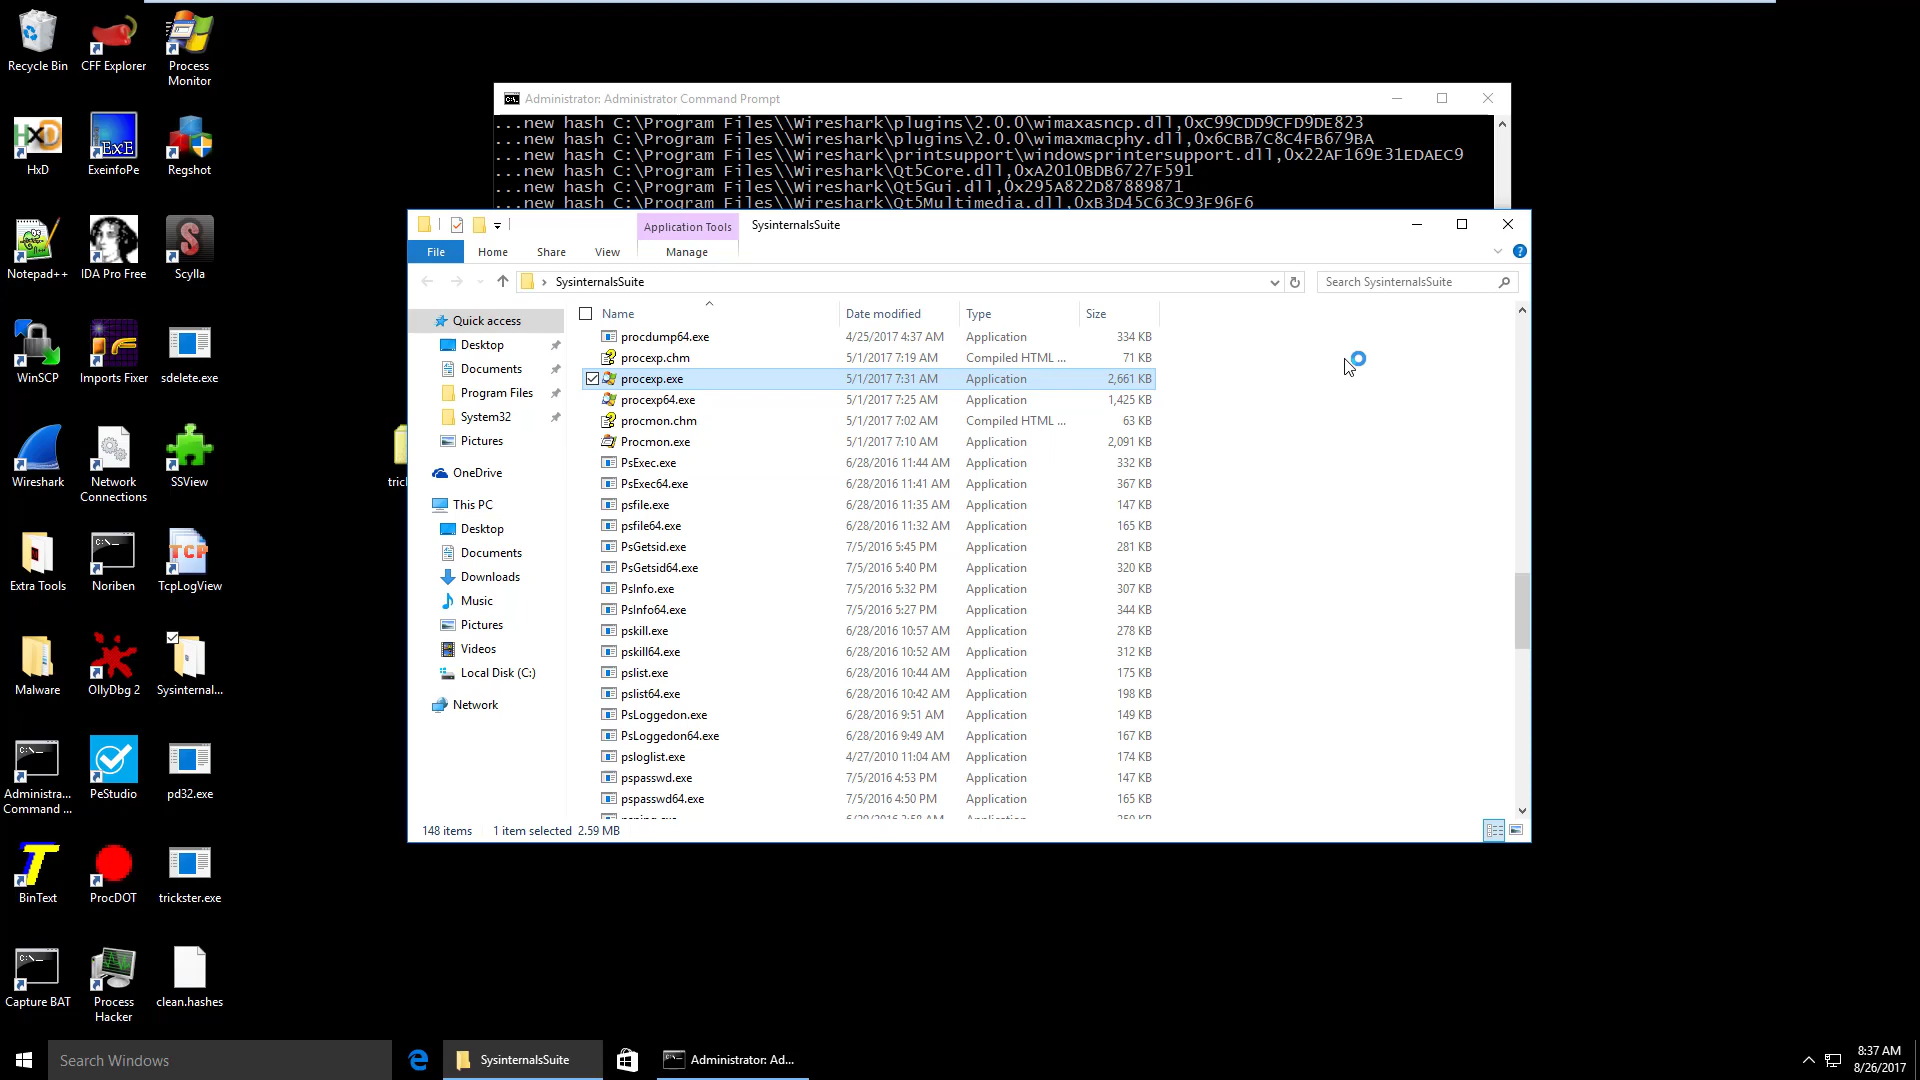 Recycle Bin
CFF Explorer
Process
Monitor
HxD
ExeinfoPe
Regshot
Notepad++
IDA Pro Free
Scylla
WinSCP
Imports Fixer
sdelete.exe
Wireshark
Network
Connections
SSView
Extra Tools
Noriben
TcpLogView
Malware
OllyDbg 2
Sysinternal...
Administra...
Command ...
PeStudio
pd32.exe
BinText
ProcDOT
trickster.exe
Capture BAT
Process
Hacker
clean.hashes
Administrator: Administrator Command Prompt
...new hash C:\Program Files\\Wireshark\plugins\2.0.0\wimaxasncp.dll,0xC99CDD9CFD9DE823
...new hash C:\Program Files\\Wireshark\plugins\2.0.0\wimaxmacphy.dll,0x6CBB7C8C4FB679BA
...new hash C:\Program Files\\Wireshark\printsupport\windowsprintersupport.dll,0x22AF169E31EDAEC9
...new hash C:\Program Files\\Wireshark\Qt5Core.dll,0xA2010BDB6727F591
...new hash C:\Program Files\\Wireshark\Qt5Gui.dll,0x295A822D87889871
...new hash C:\Program Files\\Wireshark\Qt5Multimedia.dll,0xB3D45C63C93F96F6
Application Tools SysinternalsSuite
File Home Share View Manage
SysinternalsSuite
Search SysinternalsSuite
Quick access
Desktop
Documents
Program Files
System32
Pictures
OneDrive
This PC
Desktop
Documents
Downloads
Music
Pictures
Videos
Local Disk (C:)
Network
Name Date modified Type Size
procdump64.exe 4/25/2017 4:37 AM Application 334 KB
procexp.chm 5/1/2017 7:19 AM Compiled HTML ... 71 KB
procexp.exe 5/1/2017 7:31 AM Application 2,661 KB
procexp64.exe 5/1/2017 7:25 AM Application 1,425 KB
procmon.chm 5/1/2017 7:02 AM Compiled HTML ... 63 KB
Procmon.exe 5/1/2017 7:10 AM Application 2,091 KB
PsExec.exe 6/28/2016 11:44 AM Application 332 KB
PsExec64.exe 6/28/2016 11:41 AM Application 367 KB
psfile.exe 6/28/2016 11:35 AM Application 147 KB
psfile64.exe 6/28/2016 11:32 AM Application 165 KB
PsGetsid.exe 7/5/2016 5:45 PM Application 281 KB
PsGetsid64.exe 7/5/2016 5:40 PM Application 320 KB
PsInfo.exe 7/5/2016 5:32 PM Application 307 KB
PsInfo64.exe 7/5/2016 5:27 PM Application 344 KB
pskill.exe 6/28/2016 10:57 AM Application 278 KB
pskill64.exe 6/28/2016 10:52 AM Application 312 KB
pslist.exe 6/28/2016 10:44 AM Application 175 KB
pslist64.exe 6/28/2016 10:42 AM Application 198 KB
PsLoggedon.exe 6/28/2016 9:51 AM Application 149 KB
PsLoggedon64.exe 6/28/2016 9:49 AM Application 167 KB
psloglist.exe 4/27/2010 11:04 AM Application 174 KB
pspasswd.exe 7/5/2016 4:53 PM Application 147 KB
pspasswd64.exe 7/5/2016 4:50 PM Application 165 KB
148 items 1 item selected 2.59 MB
Search Windows
SysinternalsSuite
Administrator: Ad...
8:37 AM
8/26/2017